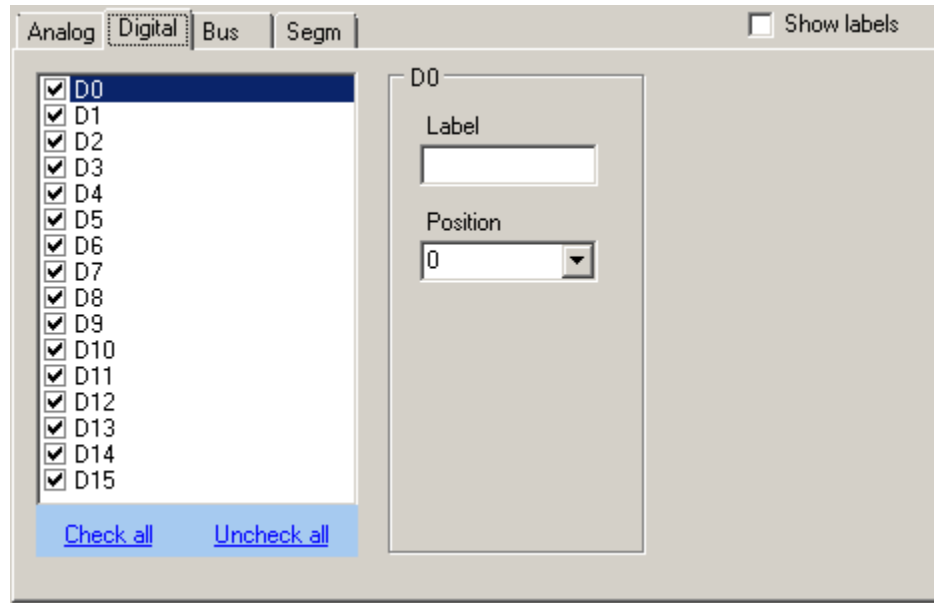 Analog Digital Bus Segm Show labels
D0
D1
D2
D3
D4
D5
D6
D7
D8
D9
D10
D11
D12
D13
D14
D15
Check all Uncheck all
D0
Label
Position
0